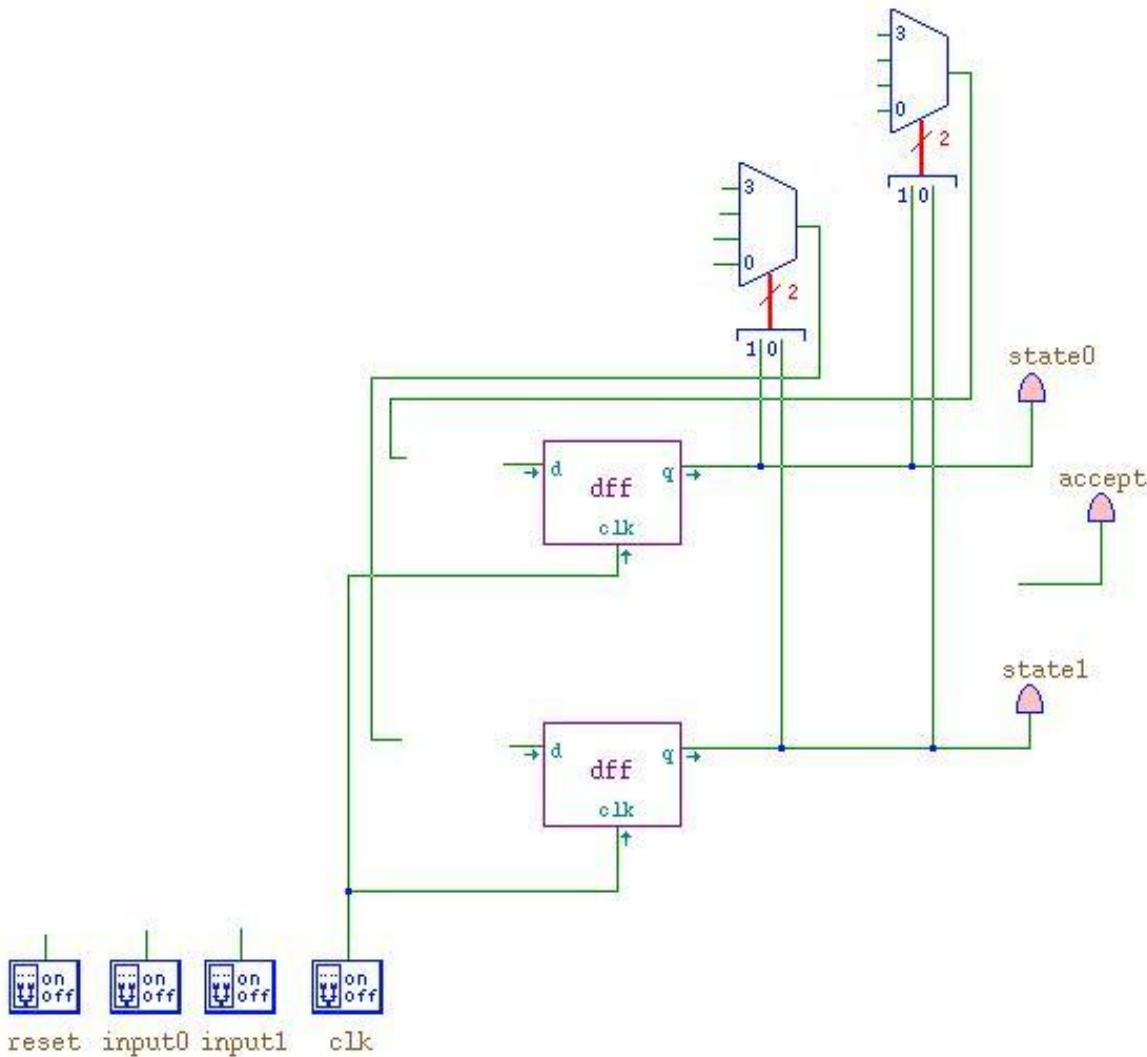 3
0
2
1 0
3
0
2
1 0
state0
d q
dff
clk
accept
state1
d q
dff
clk
on
off
on
off
on
off
on
off
reset input0 input1 clk